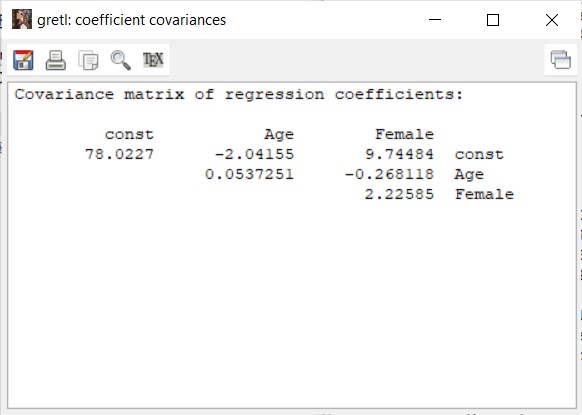 gretl: coefficient covariances
TEX
Covariance matrix of regression coefficients:
const Age Female
78.0227 -2.04155 9.74484 const
0.0537251 -0.268118 Age
2.22585 Female